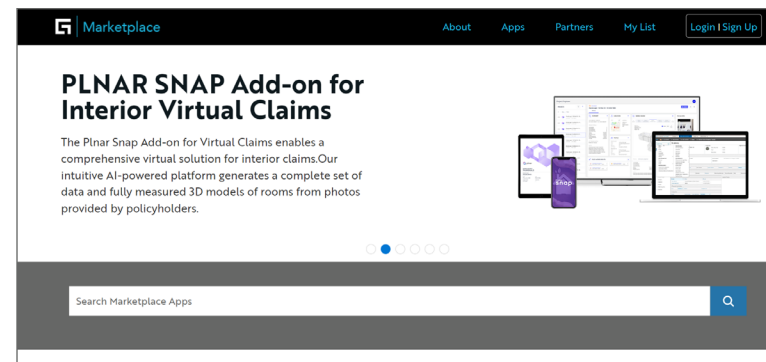 Marketplace
About Apps Partners My List Login | Sign Up
PLNAR SNAP Add-on for
Interior Virtual Claims
The Plnar Snap Add-on for Virtual Claims enables a
comprehensive virtual solution for interior claims.Our
intuitive AI-powered platform generates a complete set of
data and fully measured 3D models of rooms from photos
provided by policyholders.
snap
Search Marketplace Apps